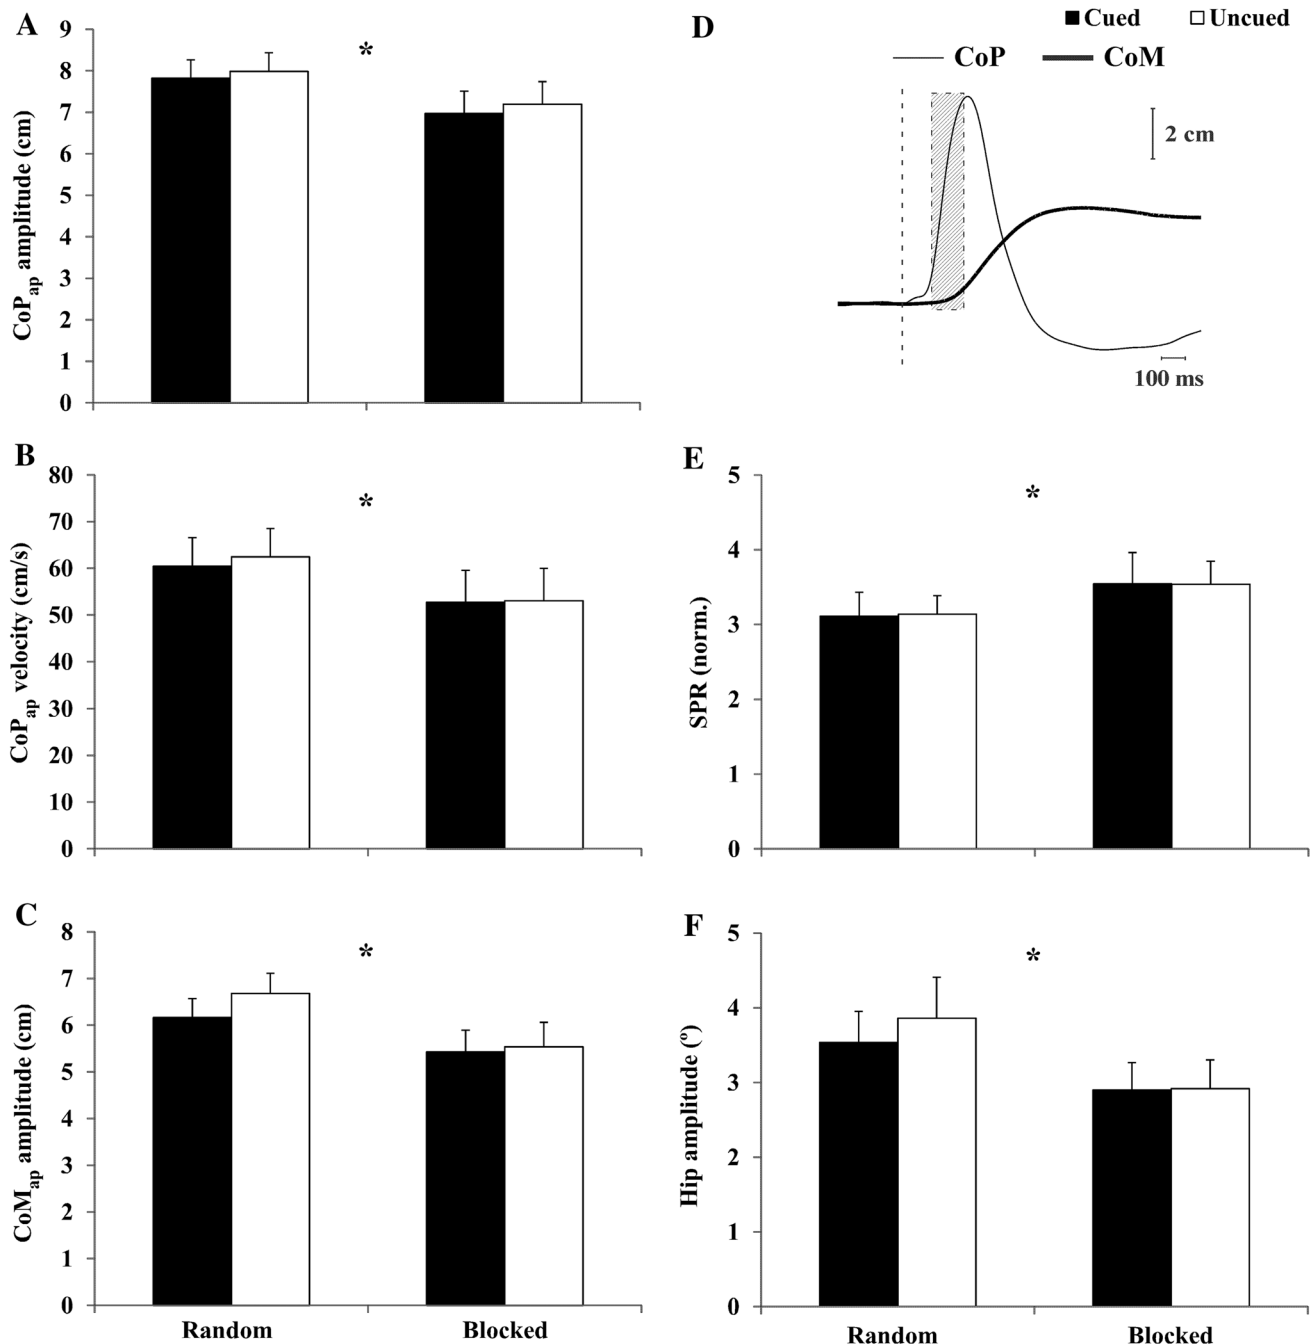 A
9
8
7
6
5
4
3
2
1
0
CoPap amplitude (cm)
*
D
Cued Uncued
CoP CoM
2 cm
100 ms
B
80
70
60
50
40
30
20
10
0
CoPap velocity (cm/s)
*
E
5
4
3
2
1
0
SPR (norm.)
*
C
8
7
6
5
4
3
2
1
0
CoMap amplitude (cm)
*
Random Blocked
F
5
4
3
2
1
0
Hip amplitude (º)
*
Random Blocked